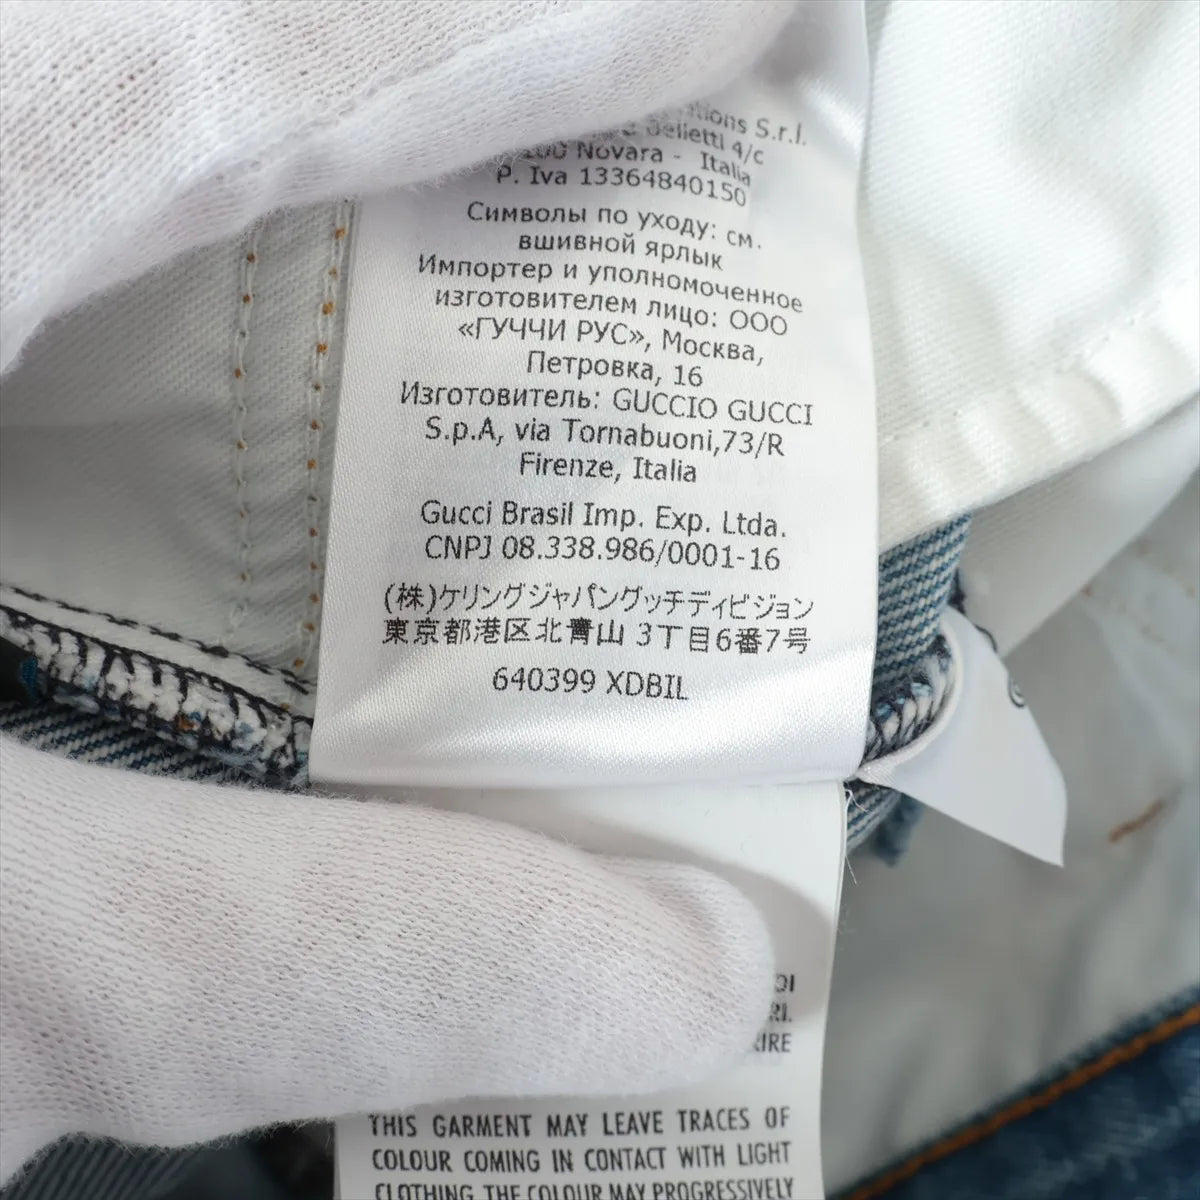 S.r.l.
Belletti 4/c
Novara - Italia
P. Iva 13364840150
Символы по уходу: см.
вшивной ярлык
Импортер и уполномоченное
изготовителем лицо: ООО
«ГУЧЧИ РУС», Москва,
Петровка, 16
Изготовитель: GUCCIO GUCCI
S.p.A, via Tornabuoni,73/R
Firenze, Italia
Gucci Brasil Imp. Exp. Ltda.
CNPJ 08.338.986/0001-16
(株)ケリングジャパングッチディビジョン
東京都港区北青山 3丁目6番7号
640399 XDBIL
THIS GARMENT MAY LEAVE TRACES OF
COLOUR COMING IN CONTACT WITH LIGHT
CLOTHING. THE COLOUR MAY PROGRESSIVELY